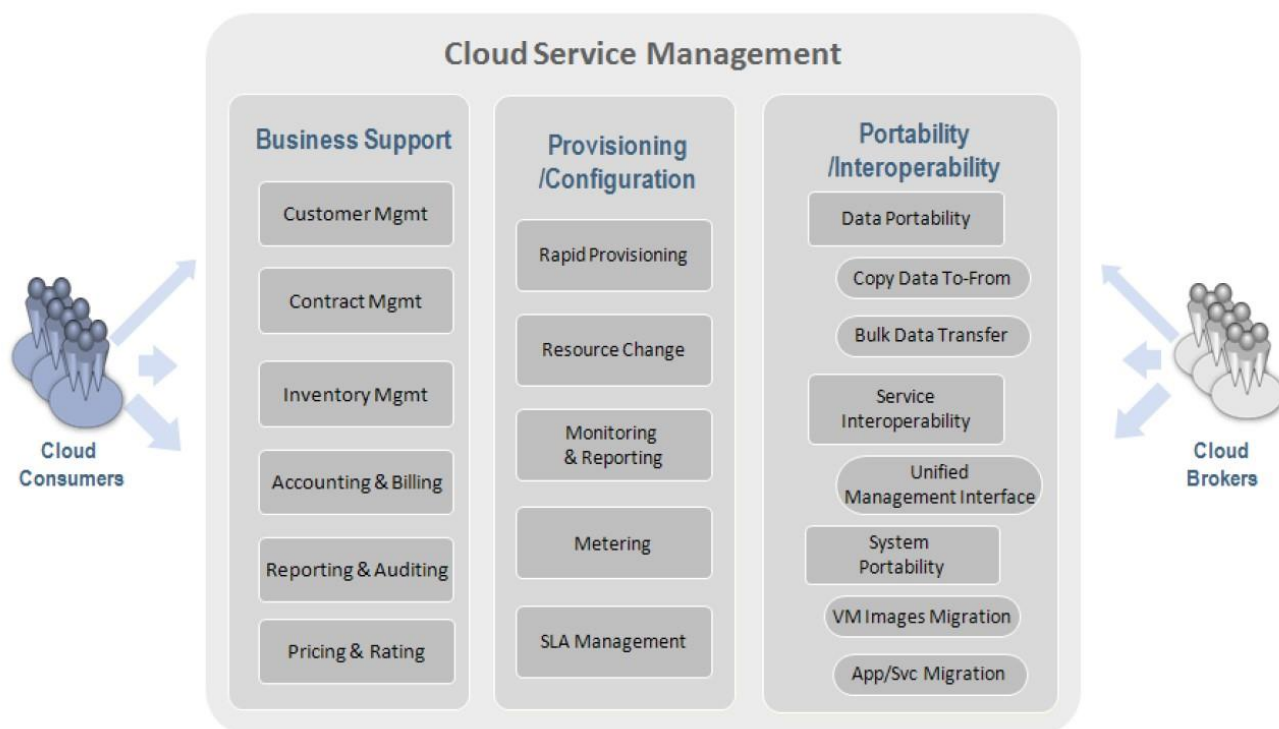 Cloud Service Management
Business Support
Customer Mgmt
Contract Mgmt
Inventory Mgmt
Accounting & Billing
Reporting & Auditing
Pricing & Rating
Provisioning
/Configuration
Rapid Provisioning
Resource Change
Monitoring
& Reporting
Metering
SLA Management
Portability
/Interoperability
Data Portability
Copy Data To-From
Bulk Data Transfer
Service
Interoperability
Unified
Management Interface
System
Portability
VM Images Migration
App/Svc Migration
Cloud
Consumers
Cloud
Brokers